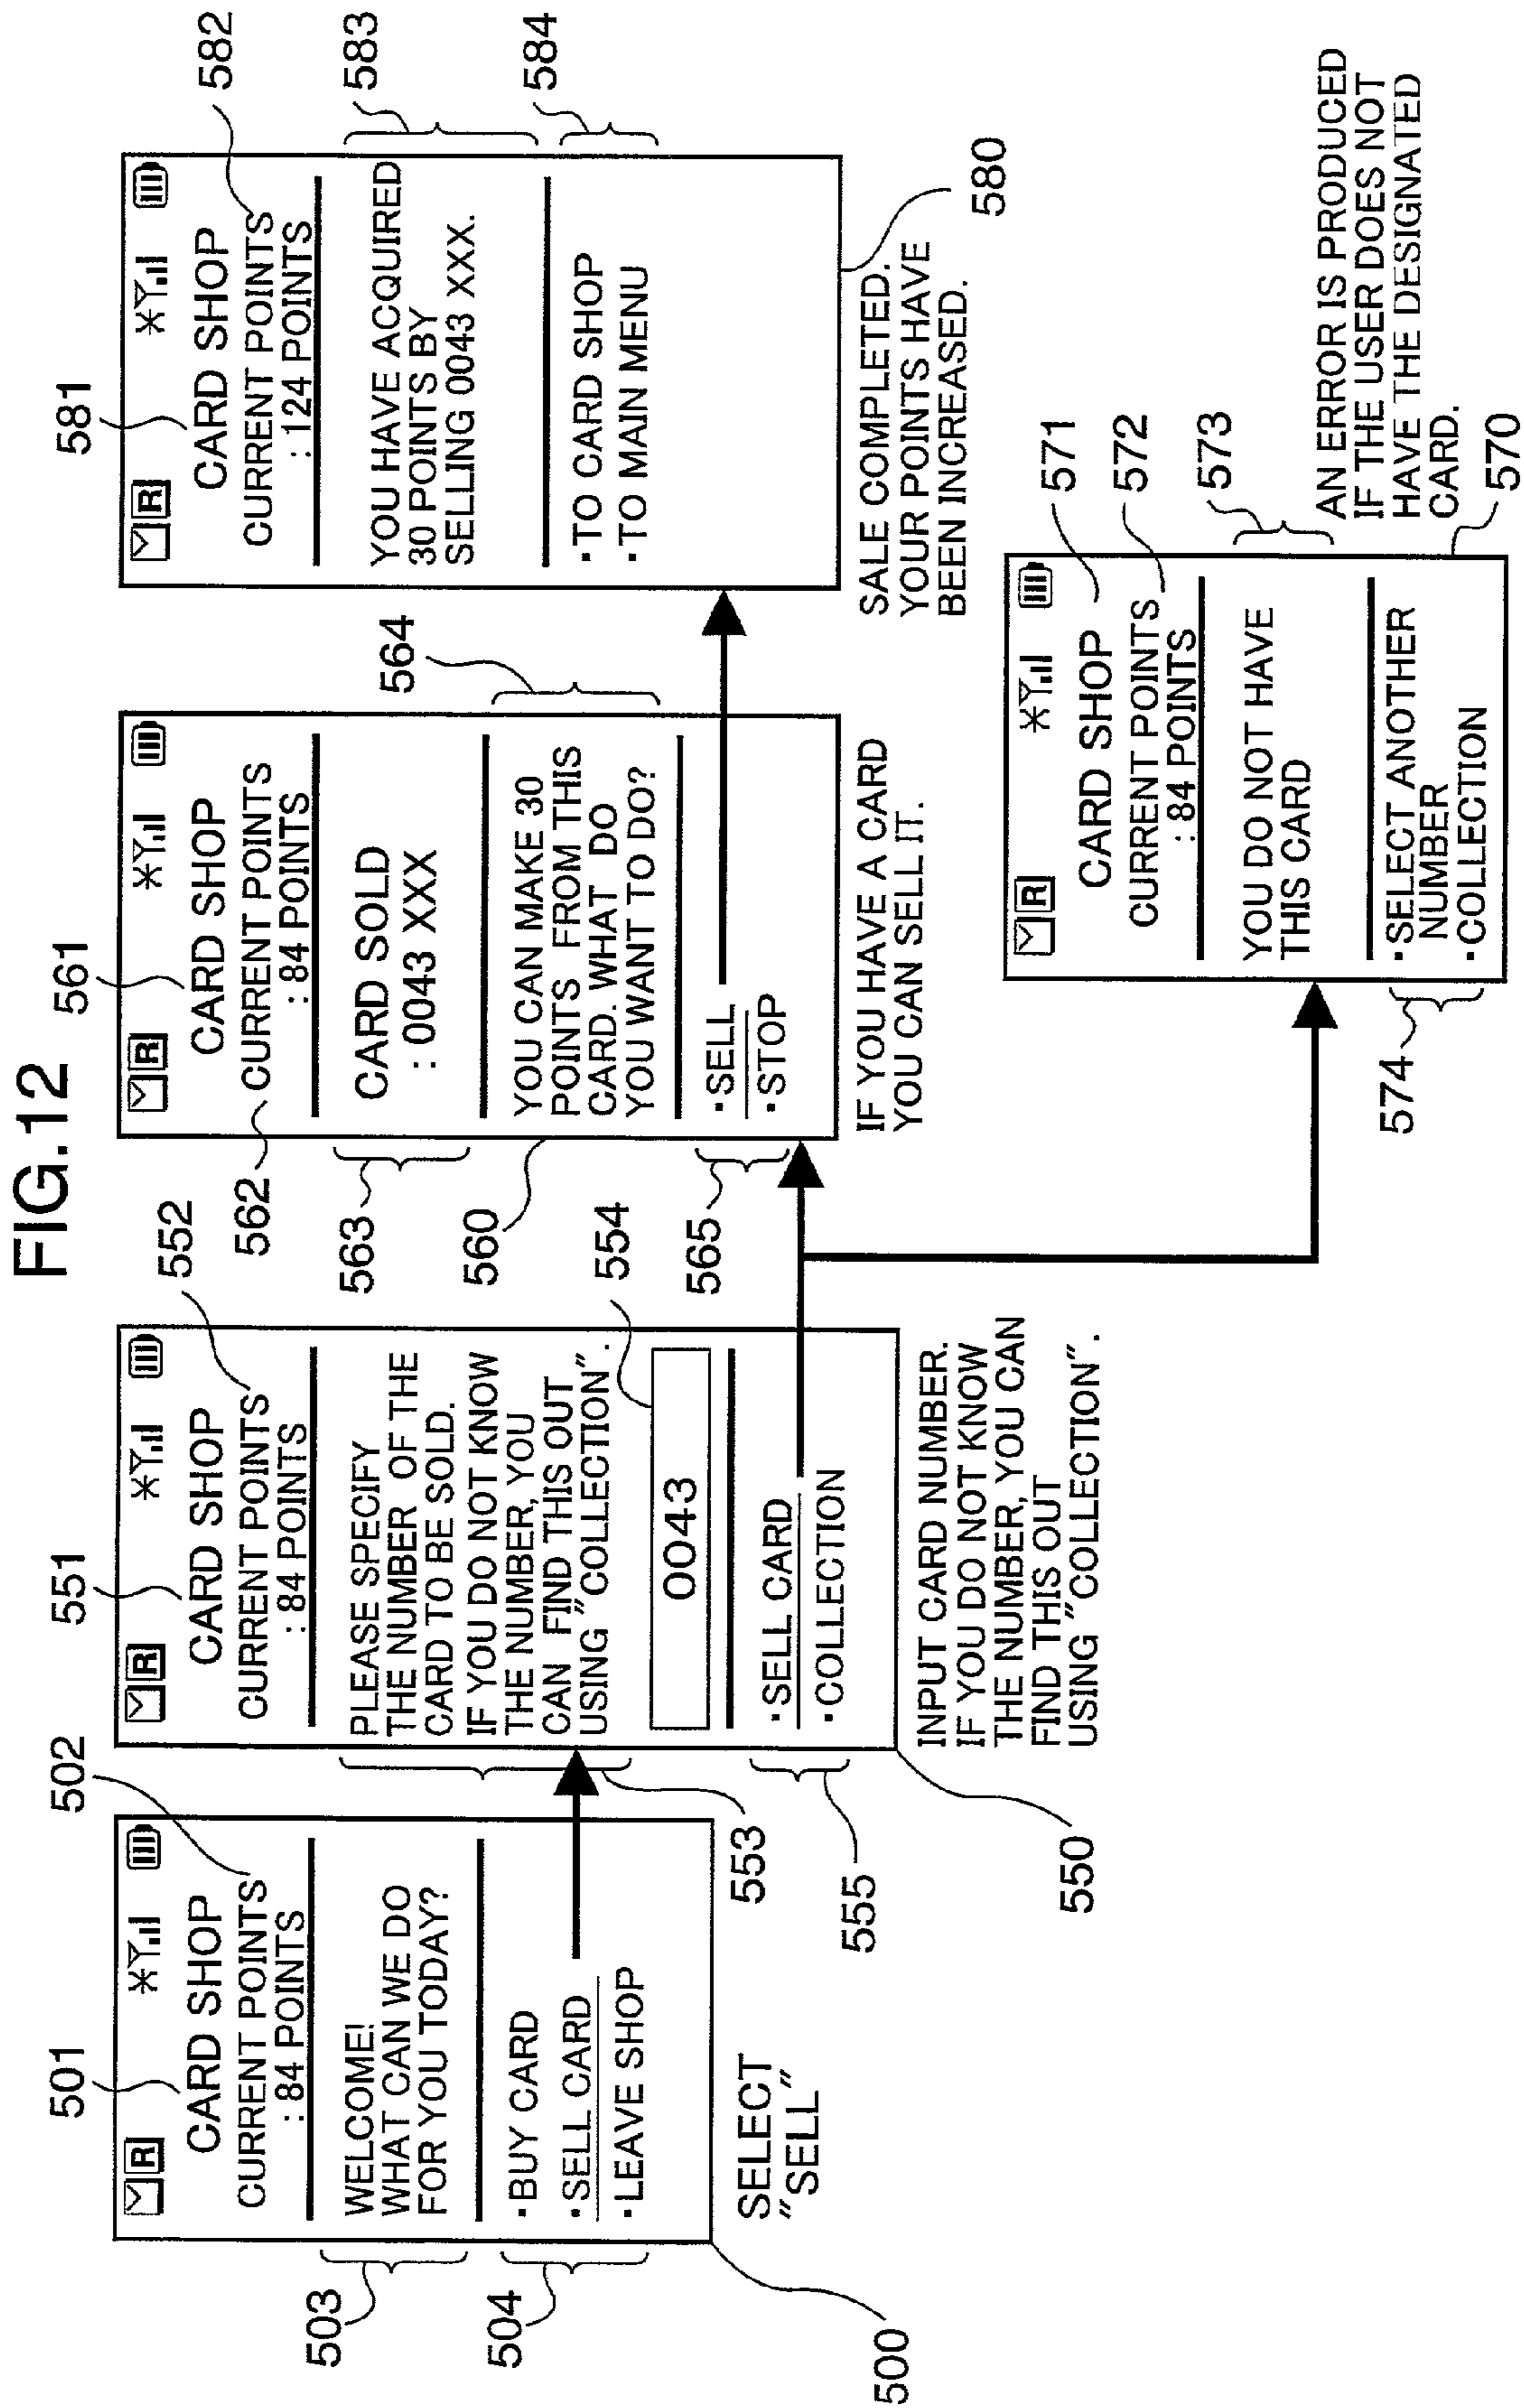 FIG.12
501
502
R
CARD SHOP
CURRENT POINTS
: 84 POINTS
WELCOME!
WHAT CAN WE DO
FOR YOU TODAY?
·BUY CARD
·SELL CARD
·LEAVE SHOP
503
504
500
SELECT
"SELL"
551
552
R
CARD SHOP
CURRENT POINTS
: 84 POINTS
PLEASE SPECIFY
THE NUMBER OF THE
CARD TO BE SOLD.
IF YOU DO NOT KNOW
THE NUMBER, YOU
CAN FIND THIS OUT
USING "COLLECTION".
0043
·SELL CARD
·COLLECTION
553
554
555
550
INPUT CARD NUMBER.
IF YOU DO NOT KNOW
THE NUMBER, YOU CAN
FIND THIS OUT
USING "COLLECTION".
561
562
R
CARD SHOP
CURRENT POINTS
: 84 POINTS
CARD SOLD
: 0043 XXX
YOU CAN MAKE 30
POINTS FROM THIS
CARD. WHAT DO
YOU WANT TO DO?
·SELL
·STOP
563
560
564
565
IF YOU HAVE A CARD
YOU CAN SELL IT.
581
582
R
CARD SHOP
CURRENT POINTS
: 124 POINTS
YOU HAVE ACQUIRED
30 POINTS BY
SELLING 0043 XXX.
·TO CARD SHOP
·TO MAIN MENU
583
584
580
SALE COMPLETED.
YOUR POINTS HAVE
BEEN INCREASED.
R
CARD SHOP
CURRENT POINTS
: 84 POINTS
YOU DO NOT HAVE
THIS CARD
·SELECT ANOTHER
NUMBER
·COLLECTION
571
572
573
574
570
AN ERROR IS PRODUCED
IF THE USER DOES NOT
HAVE THE DESIGNATED
CARD.